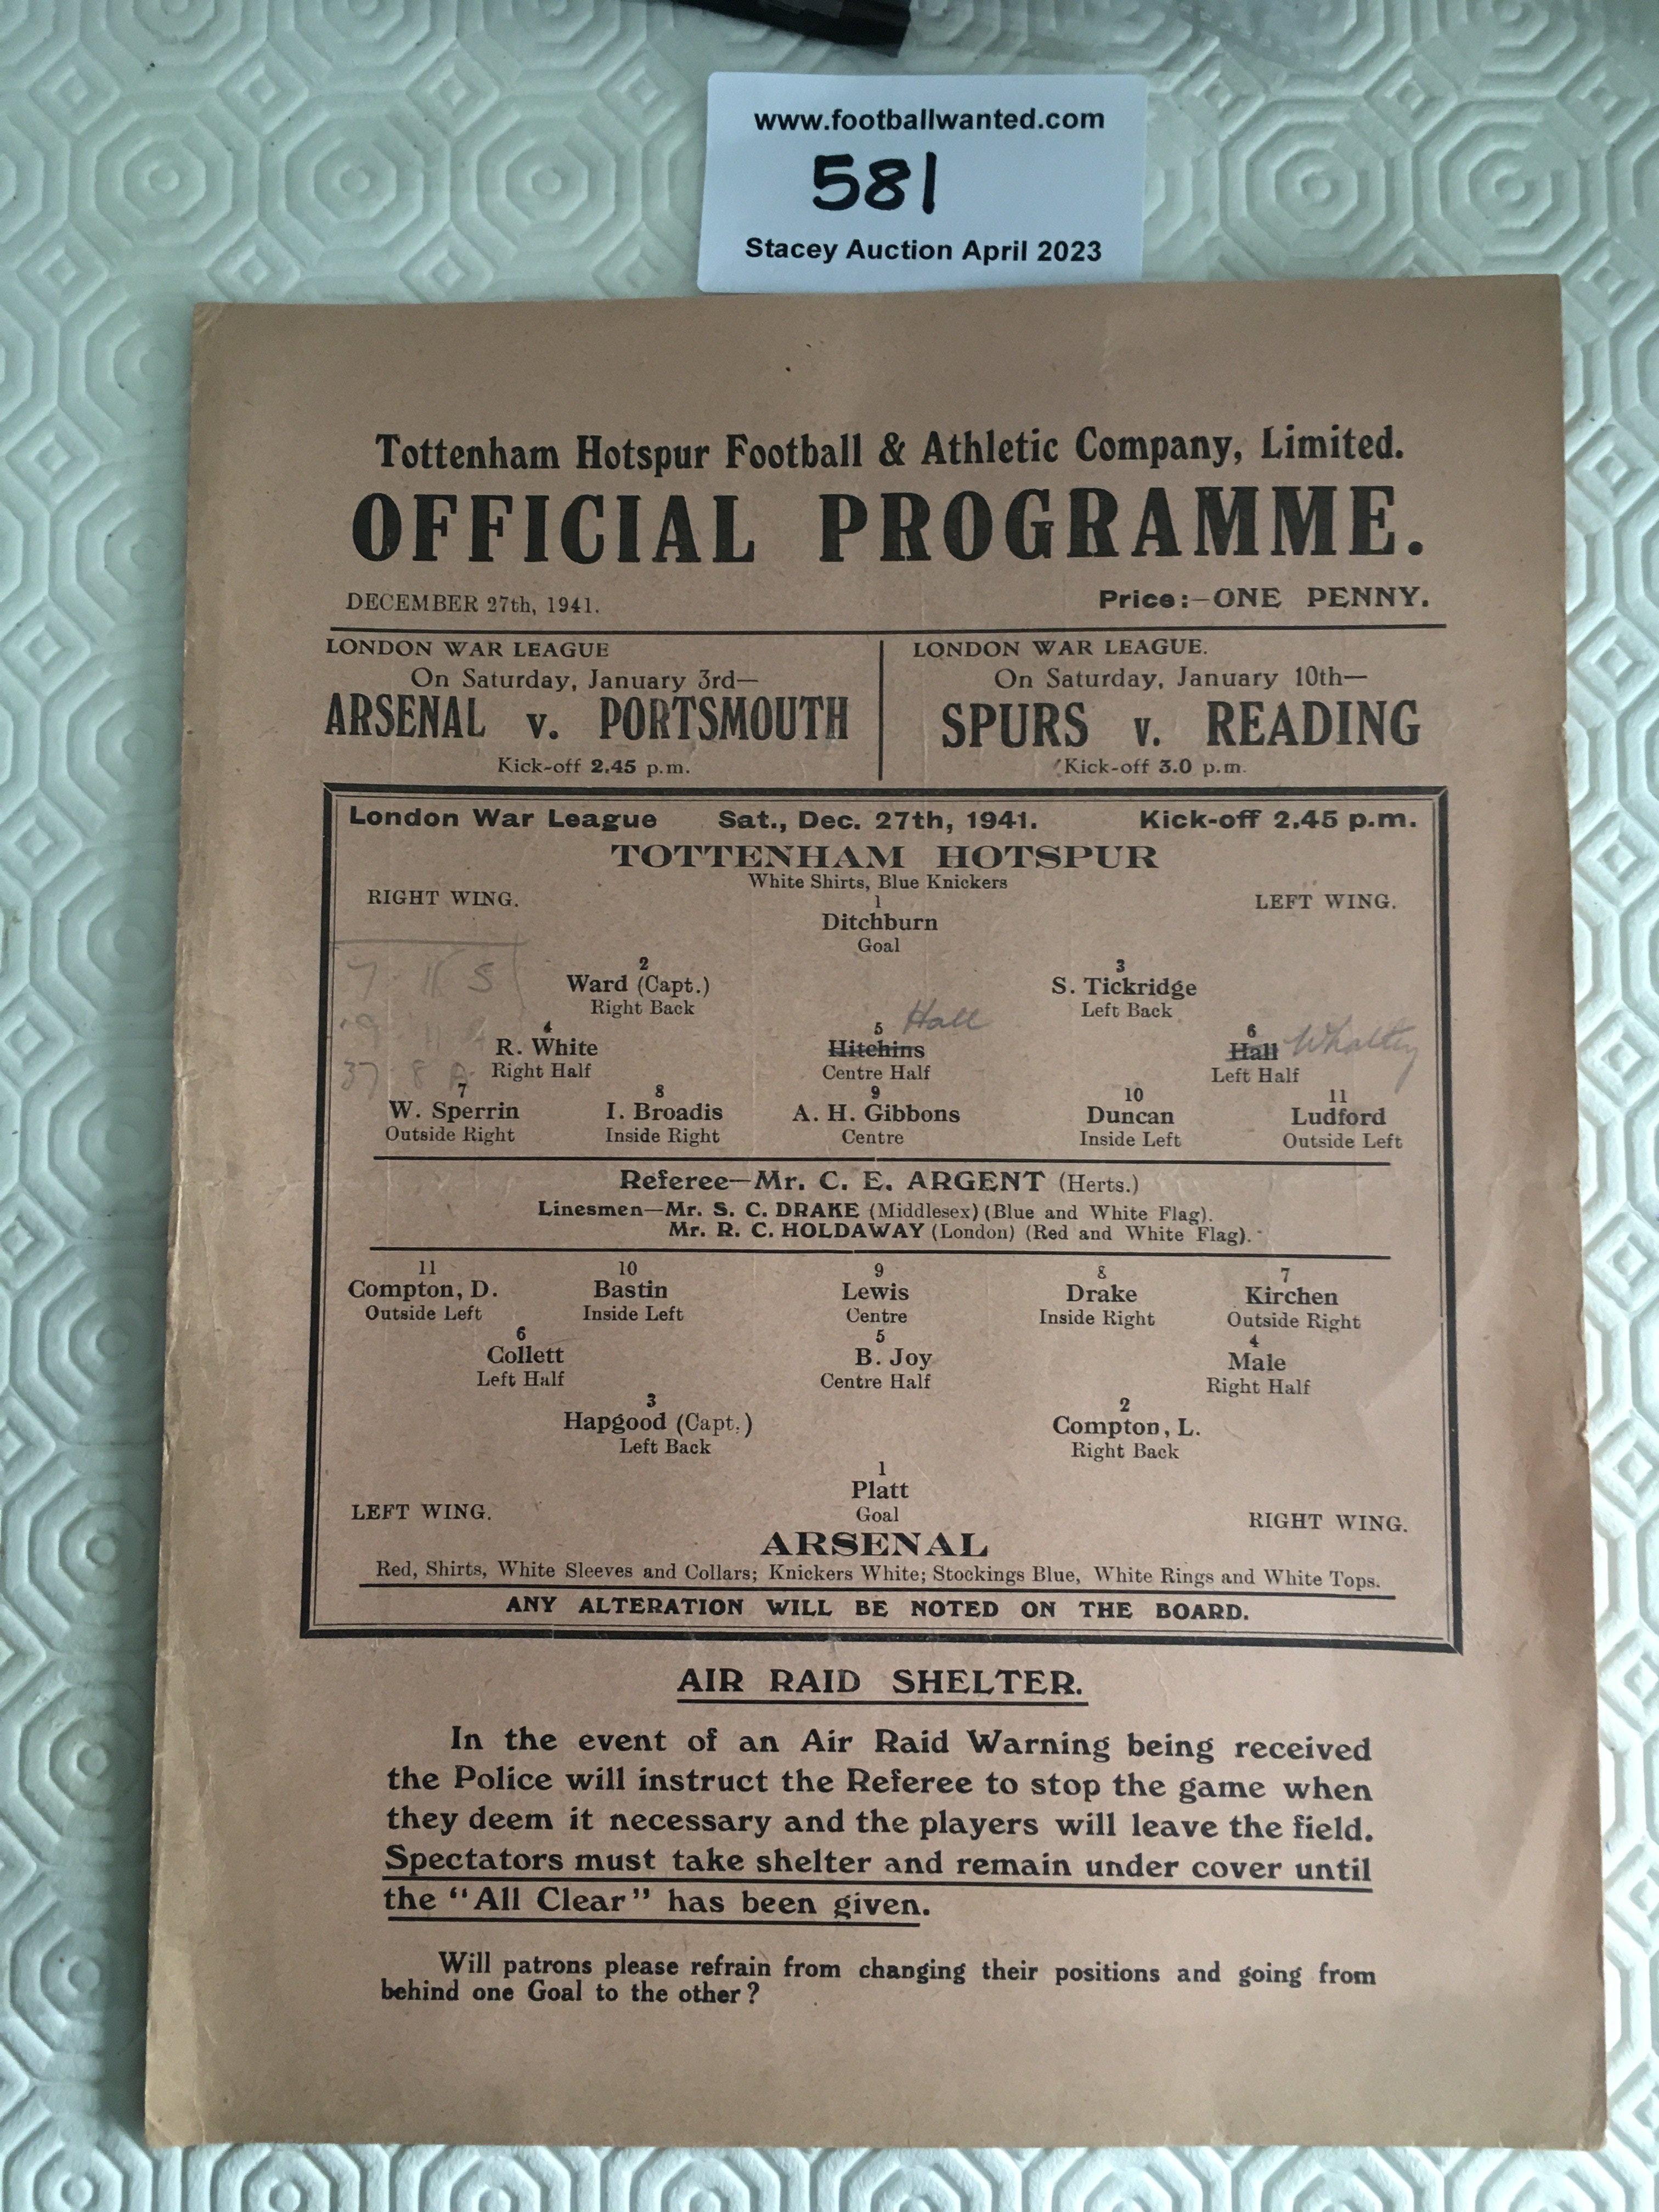 www.footballwanted.com
581
Stacey Auction April 2023
Tottenham Hotspur Football & Athletic Company, Limited.
OFFICIAL PROGRAMME.
DECEMBER 27th, 1941. Price:-ONE PENNY.
LONDON WAR LEAGUE
On Saturday, January 3rd—
ARSENAL v. PORTSMOUTH
Kick-off 2.45 p.m.
LONDON WAR LEAGUE.
On Saturday, January 10th—
SPURS v. READING
Kick-off 3.0 p.m.
London War League Sat., Dec. 27th, 1941. Kick-off 2.45 p.m.
TOTTENHAM HOTSPUR
White Shirts, Blue Knickers
RIGHT WING. 1 LEFT WING.
Ditchburn
Goal
2 3
Ward (Capt.) S. Tickridge
Right Back Left Back
4 5 Hall 6
R. White Hitchins Hall
Right Half Centre Half Left Half
7 8 9 10 11
W. Sperrin I. Broadis A. H. Gibbons Duncan Ludford
Outside Right Inside Right Centre Inside Left Outside Left
Referee—Mr. C. E. ARGENT (Herts.)
Linesmen—Mr. S. C. DRAKE (Middlesex) (Blue and White Flag).
Mr. R. C. HOLDAWAY (London) (Red and White Flag).
11 10 9 8 7
Compton, D. Bastin Lewis Drake Kirchen
Outside Left Inside Left Centre Inside Right Outside Right
6 5 4
Collett B. Joy Male
Left Half Centre Half Right Half
3 2
Hapgood (Capt.) Compton, L.
Left Back Right Back
1
Platt
LEFT WING. Goal RIGHT WING.
ARSENAL
Red, Shirts, White Sleeves and Collars; Knickers White; Stockings Blue, White Rings and White Tops.
ANY ALTERATION WILL BE NOTED ON THE BOARD.
AIR RAID SHELTER.
In the event of an Air Raid Warning being received
the Police will instruct the Referee to stop the game when
they deem it necessary and the players will leave the field.
Spectators must take shelter and remain under cover until
the "All Clear" has been given.
Will patrons please refrain from changing their positions and going from
behind one Goal to the other?